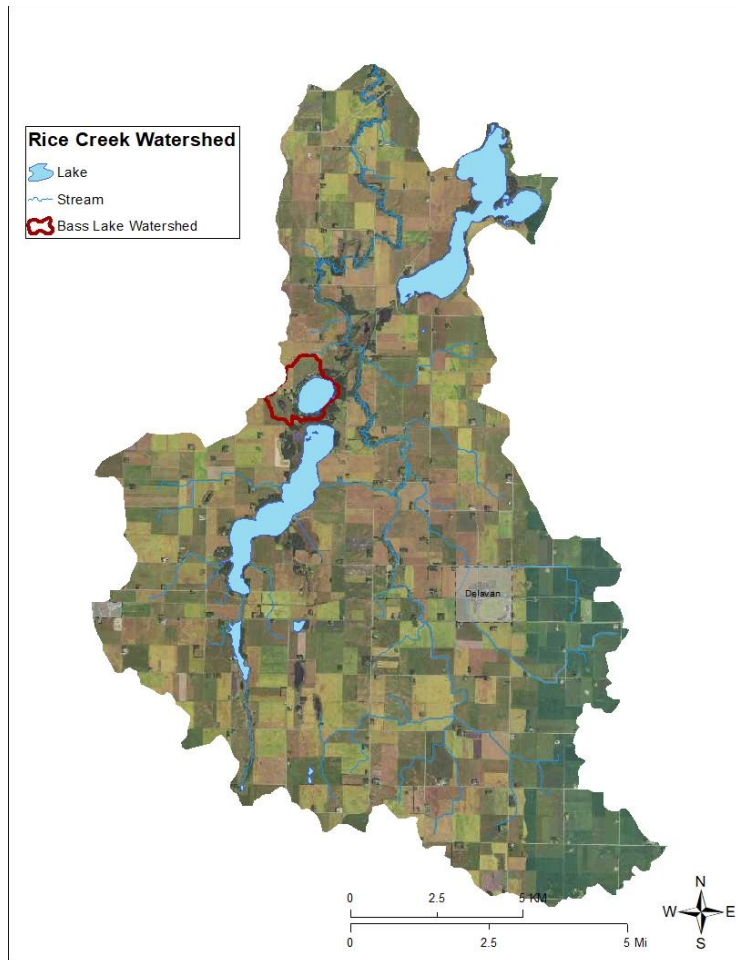 Rice Creek Watershed
Lake
Stream
Bass Lake Watershed
Delavan
0 2.5 5 KM
0 2.5 5 Mi
N
W E
S